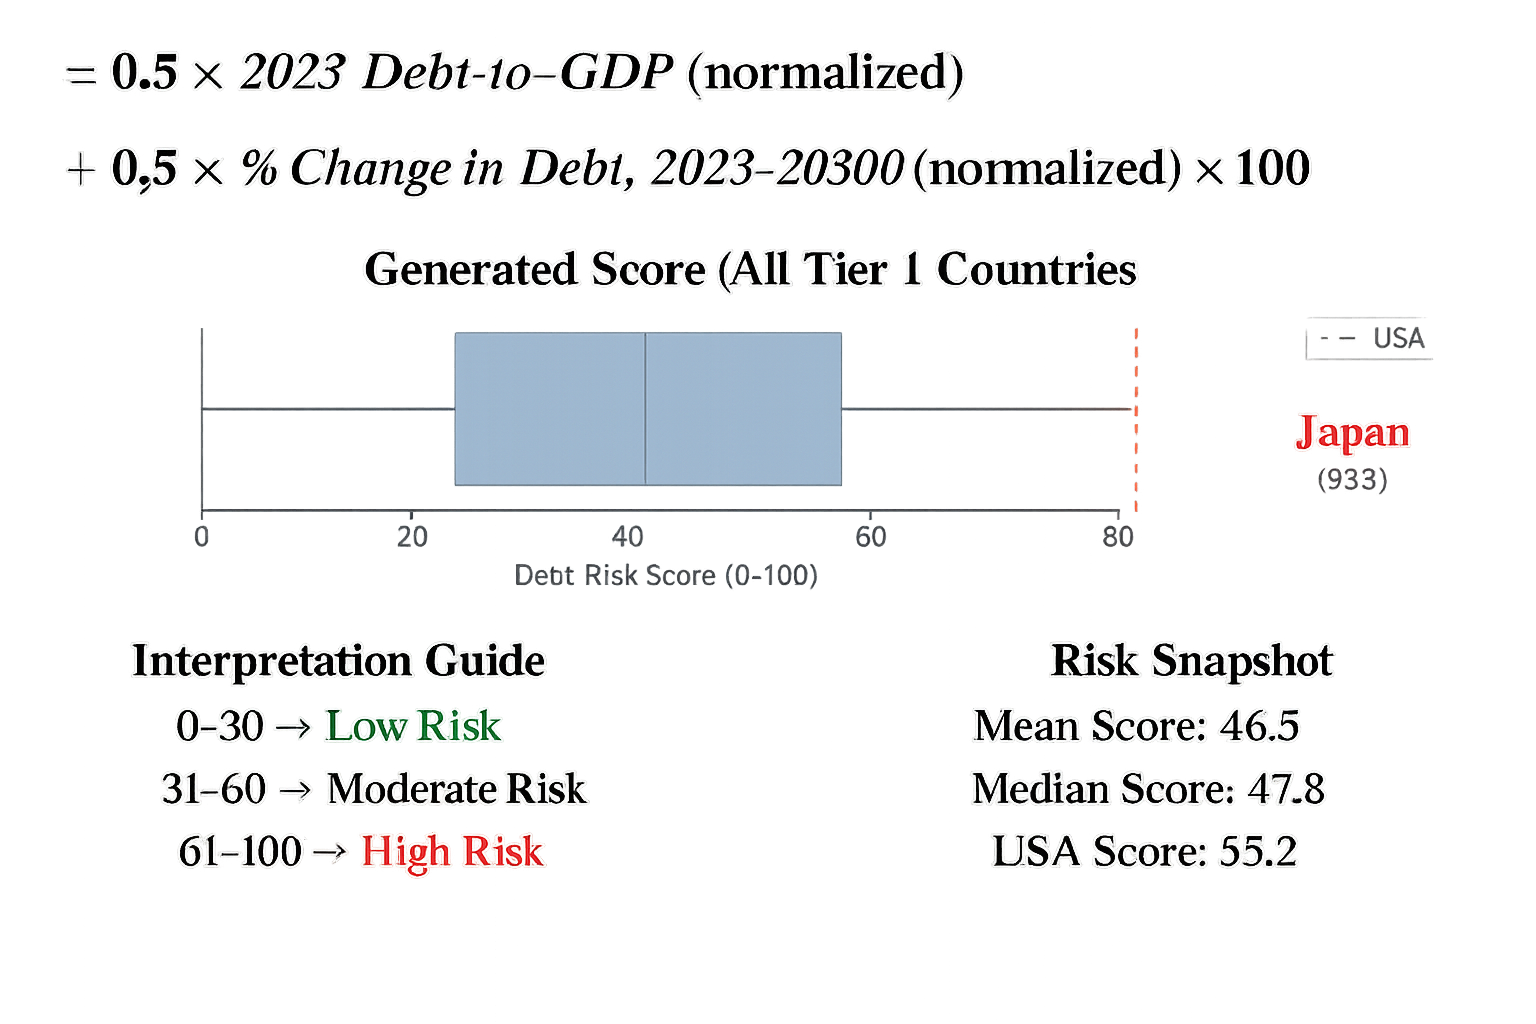 = 0.5 × 2023 Debt-to–GDP (normalized)
+ 0,5 × % Change in Debt, 2023–20300 (normalized) × 100
Generated Score (All Tier 1 Countries
-– USA
Japan
(933)
0 20 40 60 80
Debt Risk Score (0-100)
Interpretation Guide
0–30 → Low Risk
31–60 → Moderate Risk
61–100 → High Risk
Risk Snapshot
Mean Score: 46.5
Median Score: 47.8
USA Score: 55.2